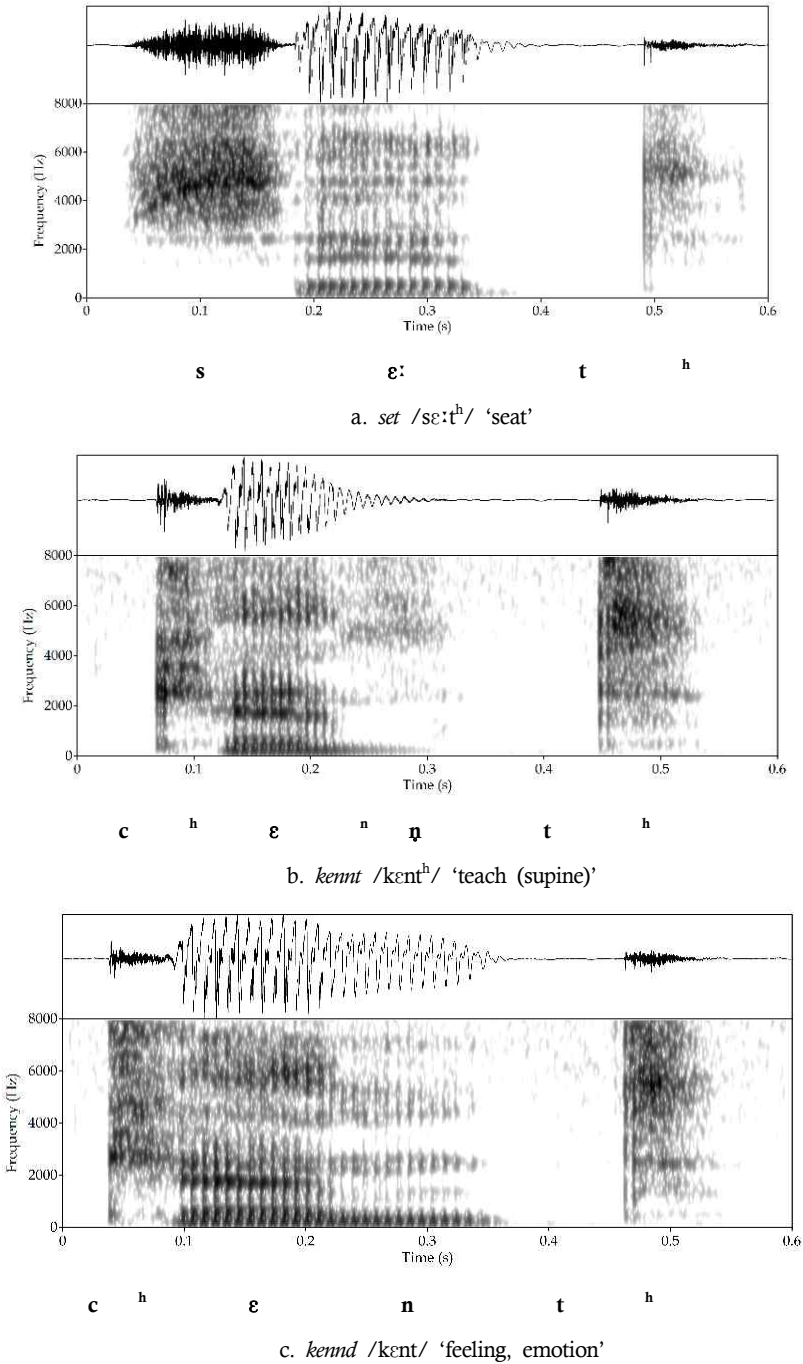 8000
6000
4000
2000
0
Frequency (Hz)
0 0.1 0.2 0.3 0.4 0.5 0.6
Time (s)
s ɛː t ʰ
a. set /sɛːtʰ/ ‘seat’
8000
6000
4000
2000
0
Frequency (Hz)
0 0.1 0.2 0.3 0.4 0.5 0.6
Time (s)
c ʰ ɛ ⁿ n̥ t ʰ
b. kennt /kɛntʰ/ ‘teach (supine)’
8000
6000
4000
2000
0
Frequency (Hz)
0 0.1 0.2 0.3 0.4 0.5 0.6
Time (s)
c ʰ ɛ n t ʰ
c. kennd /kɛnt/ ‘feeling, emotion’